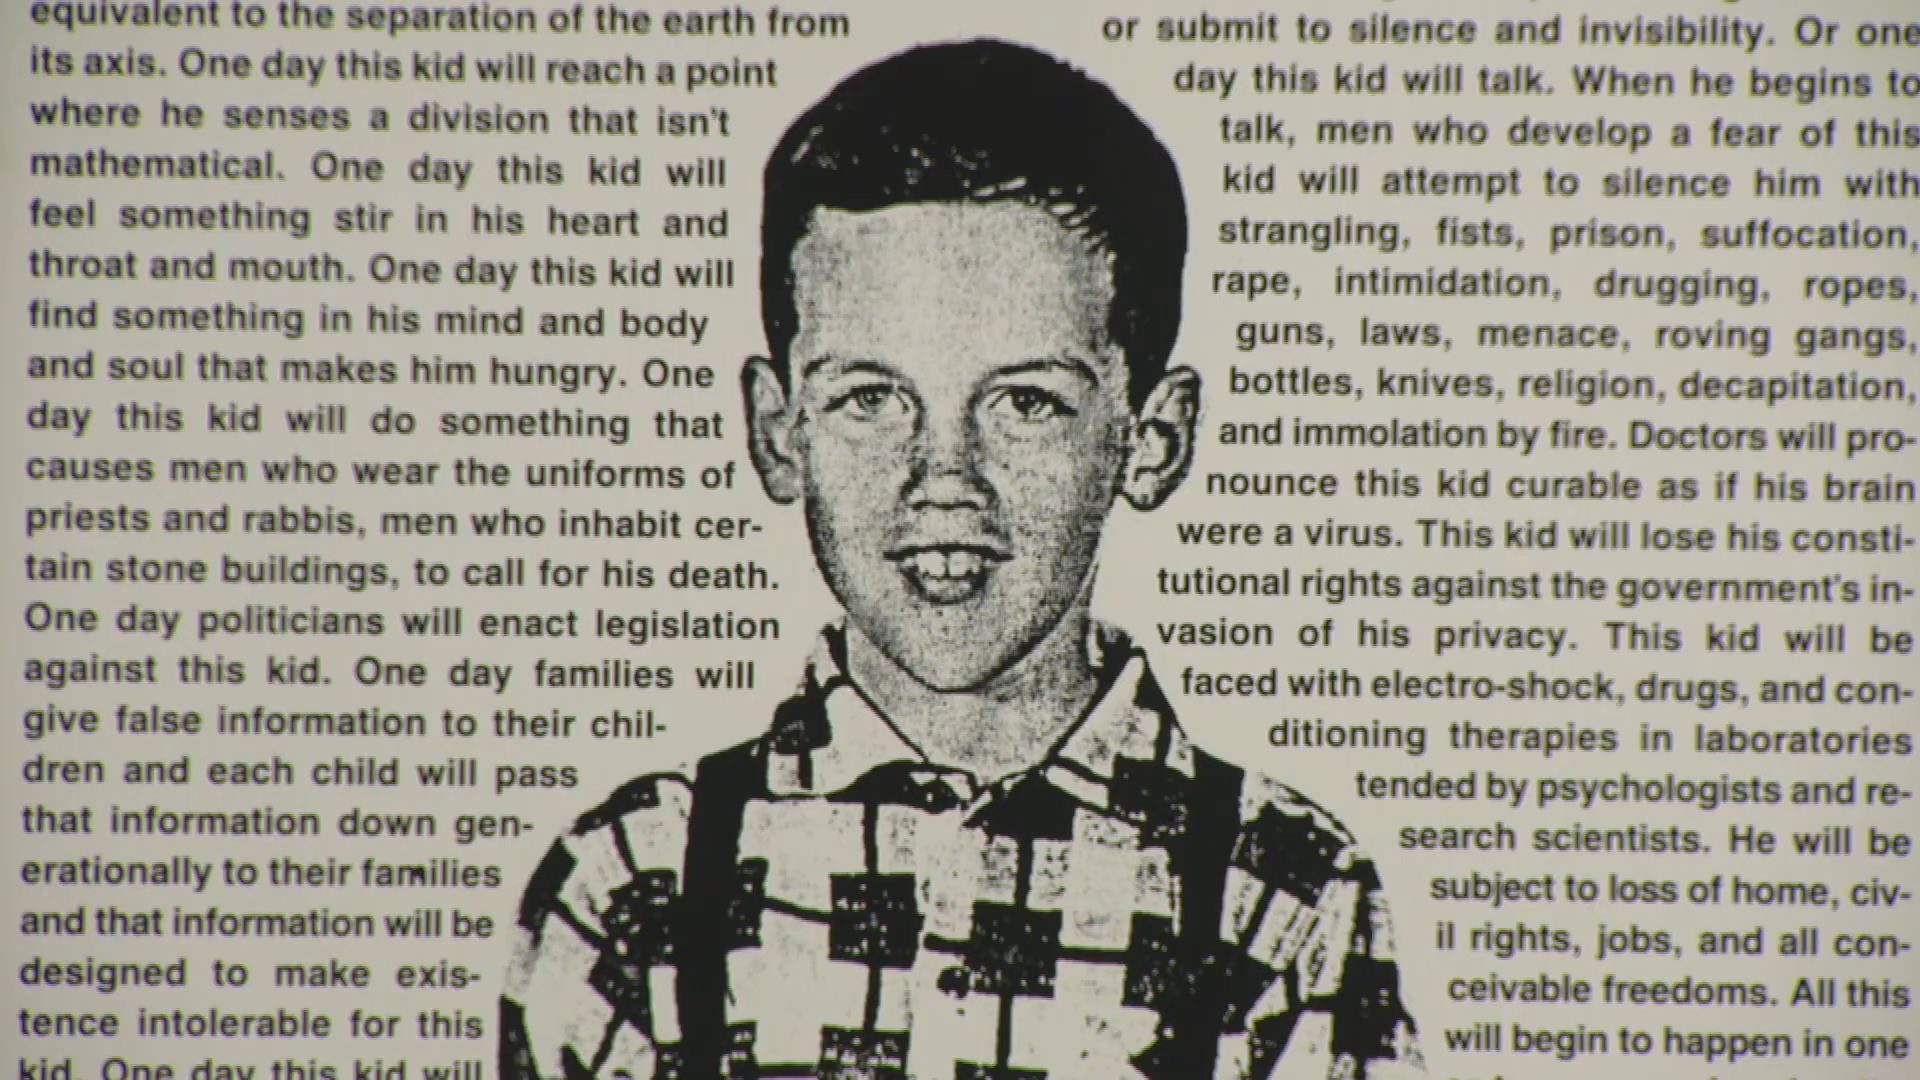 equivalent to the separation of the earth from
its axis. One day this kid will reach a point
where he senses a division that isn't
mathematical. One day this kid will
feel something stir in his heart and
throat and mouth. One day this kid will
find something in his mind and body
and soul that makes him hungry. One
day this kid will do something that
causes men who wear the uniforms of
priests and rabbis, men who inhabit cer-
tain stone buildings, to call for his death.
One day politicians will enact legislation
against this kid. One day families will
give false information to their chil-
dren and each child will pass
that information down gen-
erationally to their families
and that information will be
designed to make exis-
tence intolerable for this
kid. One day this kid will
or submit to silence and invisibility. Or one
day this kid will talk. When he begins to
talk, men who develop a fear of this
kid will attempt to silence him with
strangling, fists, prison, suffocation,
rape, intimidation, drugging, ropes,
guns, laws, menace, roving gangs,
bottles, knives, religion, decapitation,
and immolation by fire. Doctors will pro-
nounce this kid curable as if his brain
were a virus. This kid will lose his consti-
tutional rights against the government's in-
vasion of his privacy. This kid will be
faced with electro-shock, drugs, and con-
ditioning therapies in laboratories
tended by psychologists and re-
search scientists. He will be
subject to loss of home, civ-
il rights, jobs, and all con-
ceivable freedoms. All this
will begin to happen in one